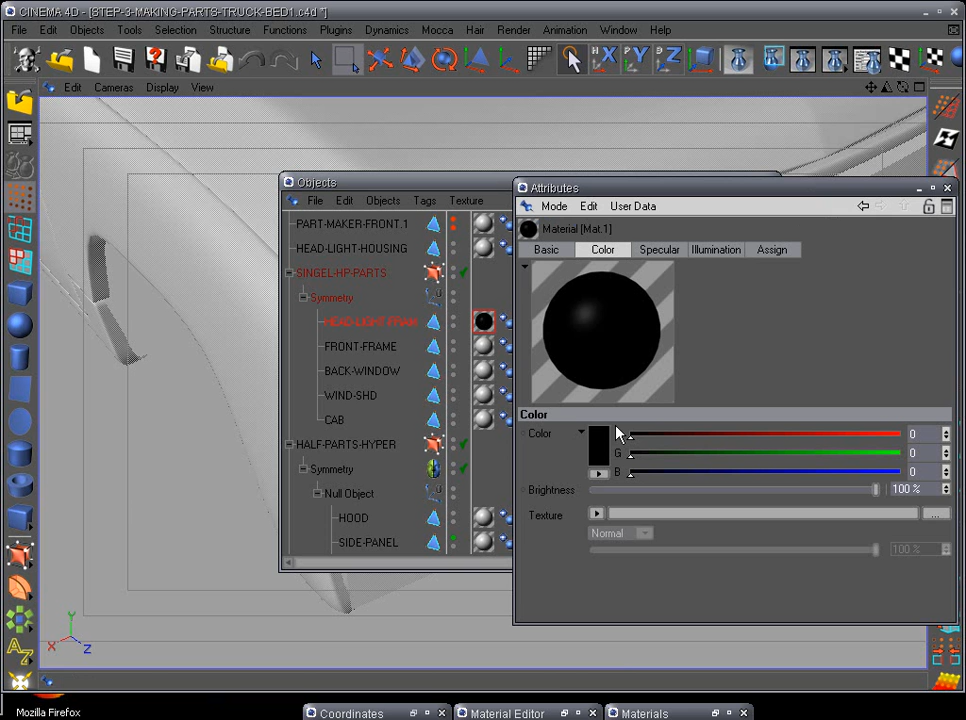 CINEMA 4D - [STEP-3-MAKING-PARTS-TRUCK-BED1.c4d *]
File Edit Objects Tools Selection Structure Functions Plugins Dynamics Mocca Hair Render Animation Window Help
X Y Z
Edit Cameras Display View
Objects
File Edit Objects Tags Texture
PART-MAKER-FRONT.1
HEAD-LIGHT-HOUSING
SINGEL-HP-PARTS
Symmetry
HEAD-LIGHT FRAM
FRONT-FRAME
BACK-WINDOW
WIND-SHD
CAB
HALF-PARTS-HYPER
Symmetry
Null Object
HOOD
SIDE-PANEL
Attributes
Mode Edit User Data
Material [Mat.1]
Basic Color Specular Illumination Assign
Color
Color 0
G 0
B 0
Brightness 100 %
Texture ...
Normal
100 %
Y
X Z
Mozilla Firefox
Coordinates Material Editor Materials